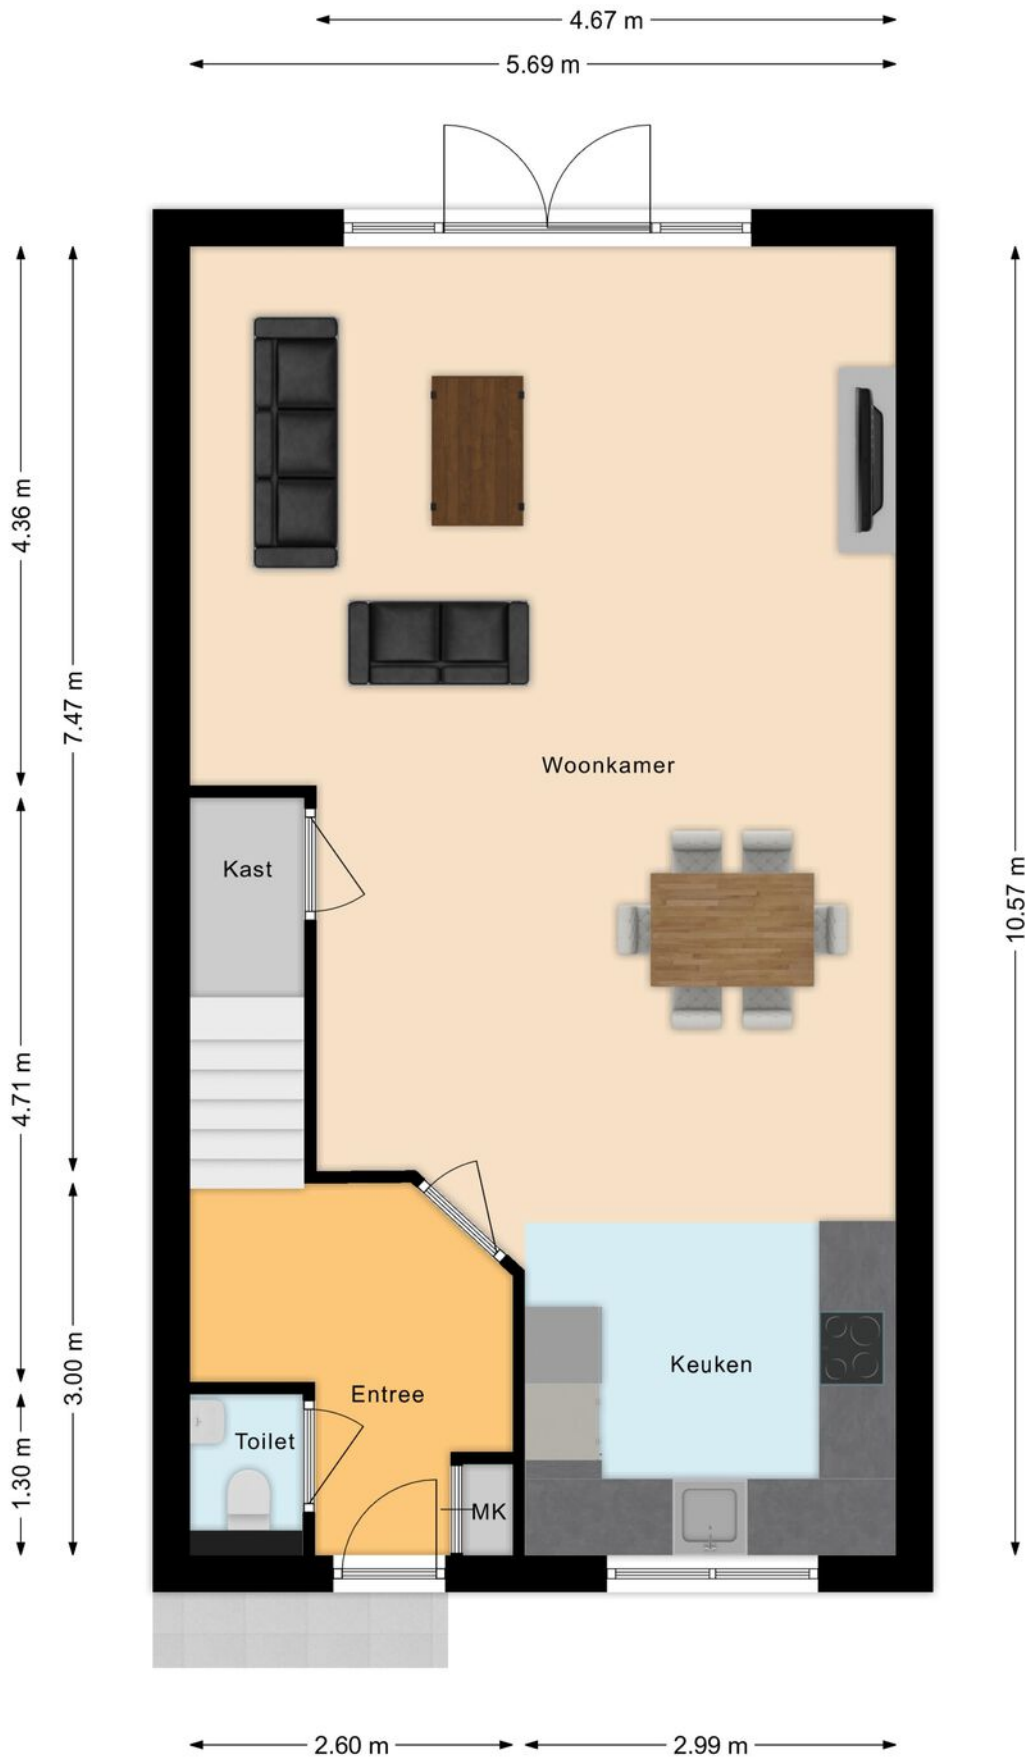 4.67 m
5.69 m
4.36 m
7.47 m
Woonkamer
Kast
10.57 m
4.71 m
3.00 m
Keuken
Entree
Toilet
1.30 m
MK
2.60 m
2.99 m